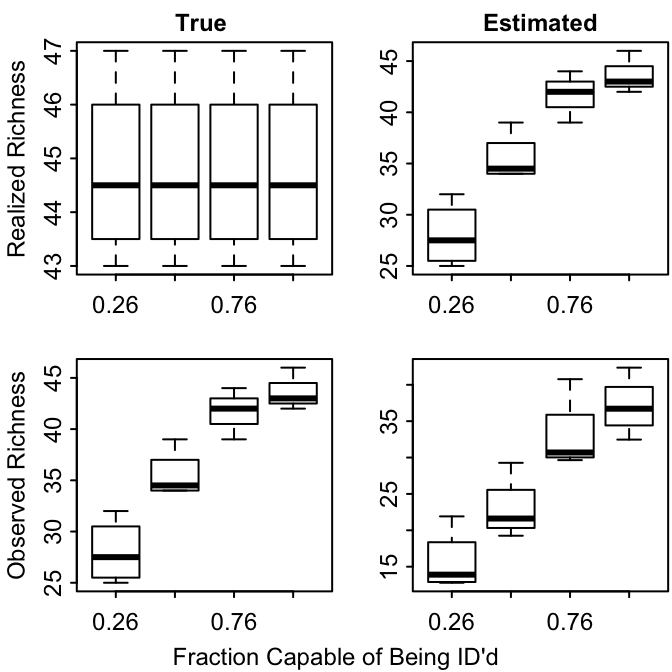 True
Estimated
Realized Richness
43 44 45 46 47
0.26 0.76
25 30 35 40 45
0.26 0.76
Observed Richness
25 30 35 40 45
0.26 0.76
15 25 35
0.26 0.76
Fraction Capable of Being ID'd